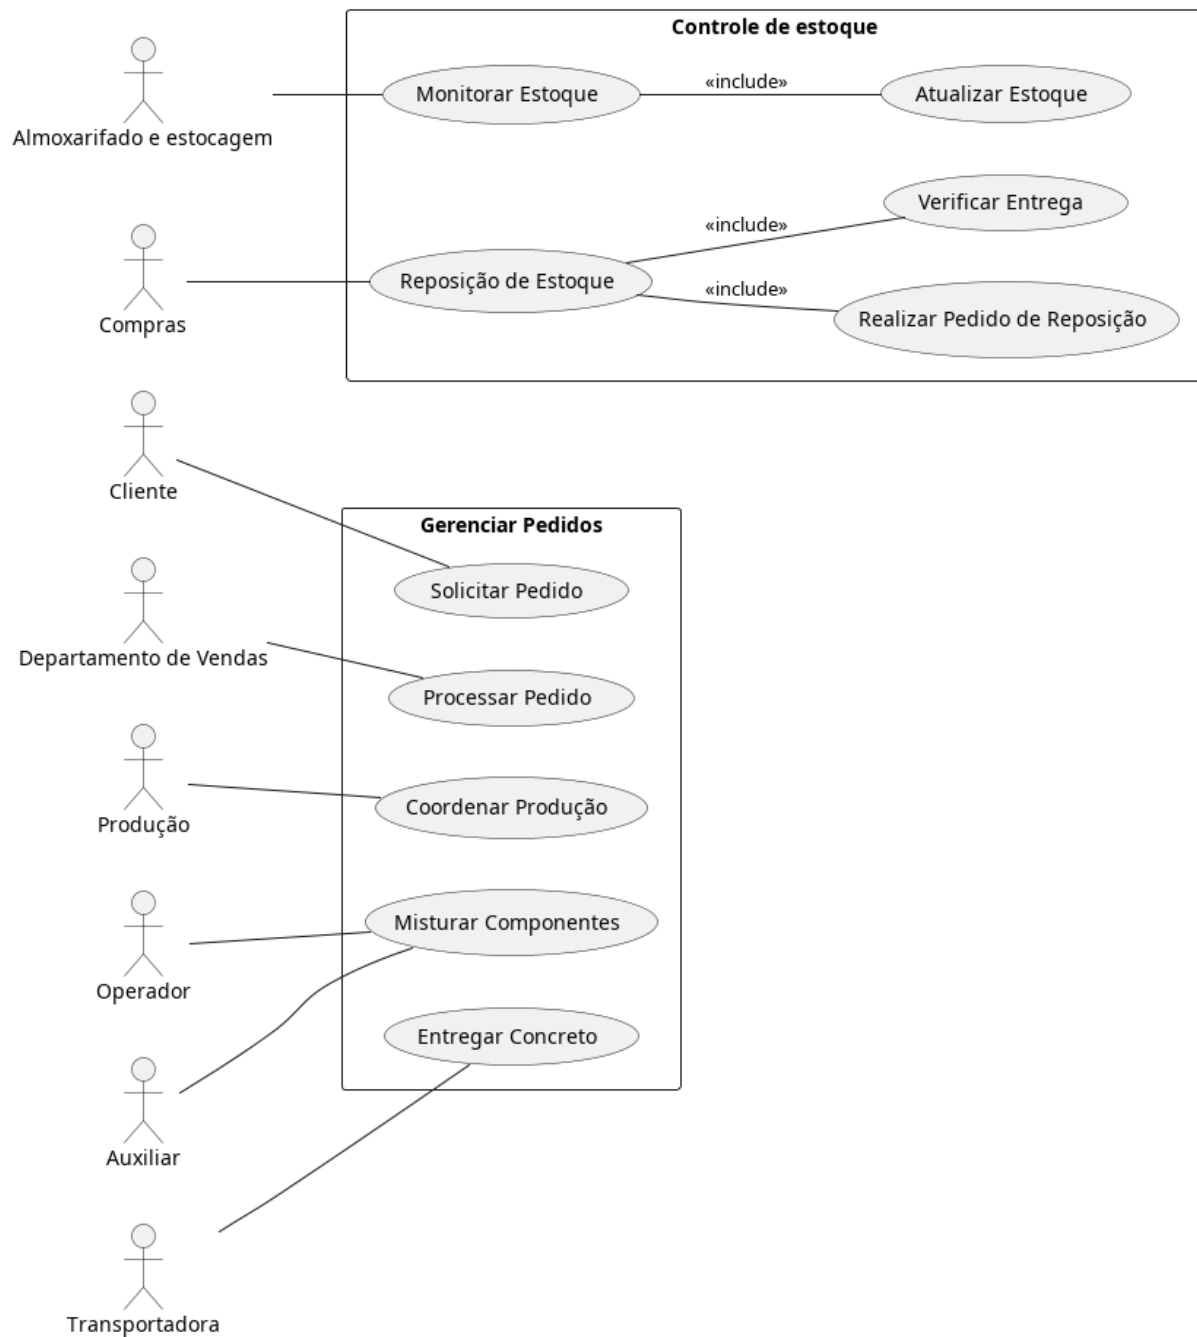 Controle de estoque
Almoxarifado e estocagem
Monitorar Estoque
«include»
Atualizar Estoque
Compras
Reposição de Estoque
«include»
Verificar Entrega
«include»
Realizar Pedido de Reposição
Cliente
Gerenciar Pedidos
Solicitar Pedido
Departamento de Vendas
Processar Pedido
Produção
Coordenar Produção
Operador
Misturar Componentes
Auxiliar
Entregar Concreto
Transportadora